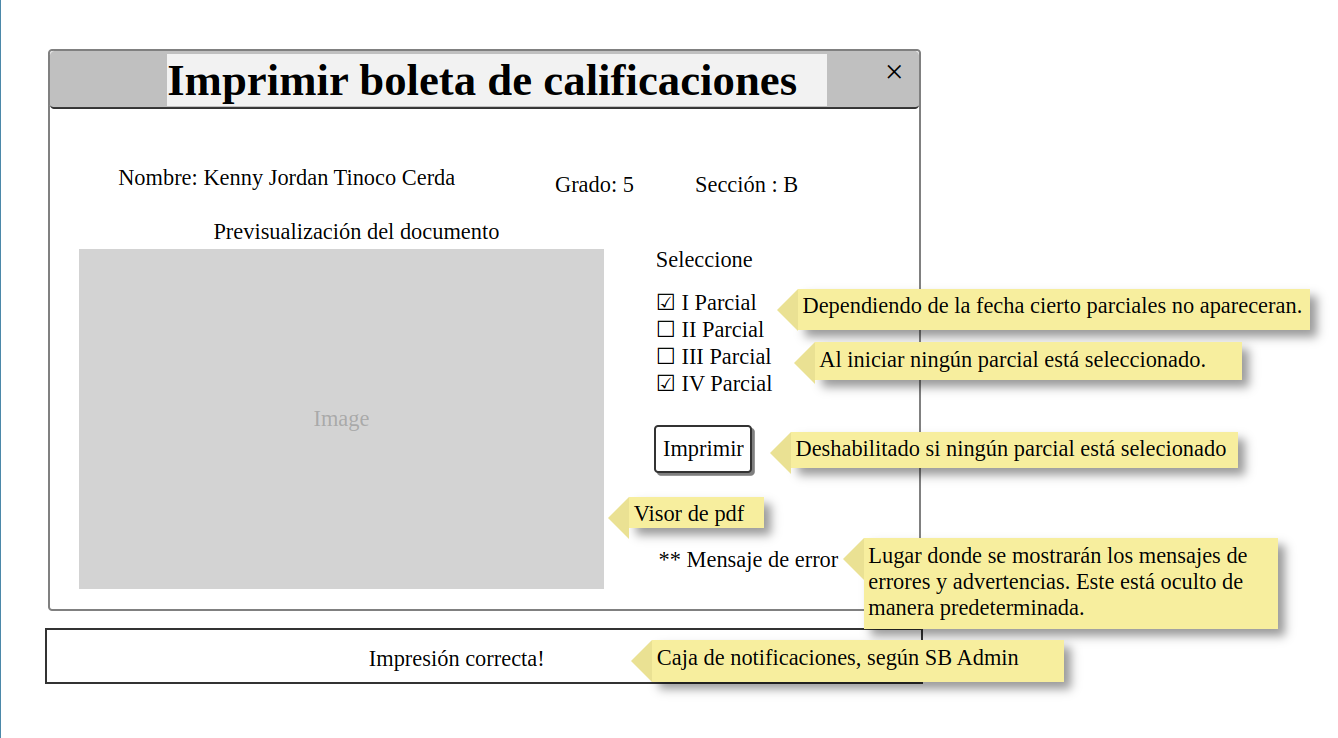 Imprimir boleta de calificaciones
×
Nombre: Kenny Jordan Tinoco Cerda
Grado: 5
Sección : B
Previsualización del documento
Image
Seleccione
☑ I Parcial
☐ II Parcial
☐ III Parcial
☑ IV Parcial
Dependiendo de la fecha cierto parciales no apareceran.
Al iniciar ningún parcial está seleccionado.
Imprimir
Deshabilitado si ningún parcial está selecionado
Visor de pdf
** Mensaje de error
Lugar donde se mostrarán los mensajes de
errores y advertencias. Este está oculto de
manera predeterminada.
Impresión correcta!
Caja de notificaciones, según SB Admin